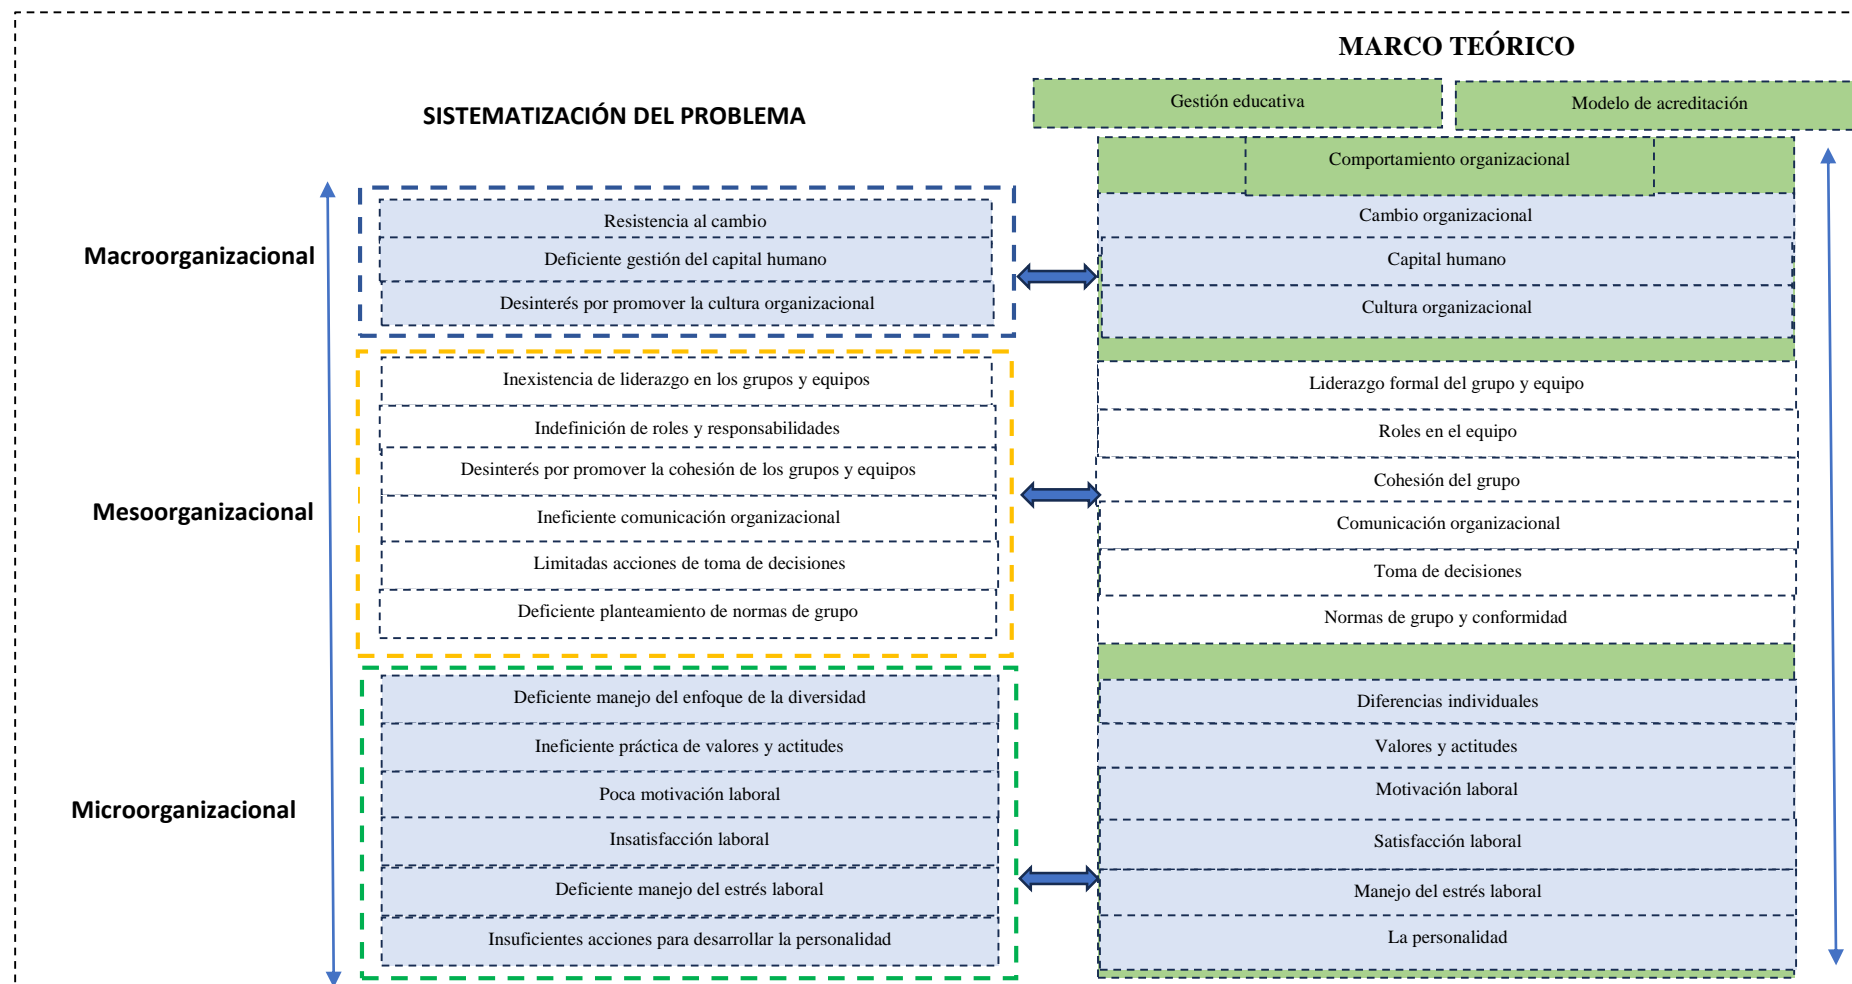 MARCO TEÓRICO
Gestión educativa
Modelo de acreditación
SISTEMATIZACIÓN DEL PROBLEMA
Comportamiento organizacional
Macroorganizacional
Resistencia al cambio
Deficiente gestión del capital humano
Desinterés por promover la cultura organizacional
Cambio organizacional
Capital humano
Cultura organizacional
Mesoorganizacional
Inexistencia de liderazgo en los grupos y equipos
Indefinición de roles y responsabilidades
Desinterés por promover la cohesión de los grupos y equipos
Ineficiente comunicación organizacional
Limitadas acciones de toma de decisiones
Deficiente planteamiento de normas de grupo
Liderazgo formal del grupo y equipo
Roles en el equipo
Cohesión del grupo
Comunicación organizacional
Toma de decisiones
Normas de grupo y conformidad
Microorganizacional
Deficiente manejo del enfoque de la diversidad
Ineficiente práctica de valores y actitudes
Poca motivación laboral
Insatisfacción laboral
Deficiente manejo del estrés laboral
Insuficientes acciones para desarrollar la personalidad
Diferencias individuales
Valores y actitudes
Motivación laboral
Satisfacción laboral
Manejo del estrés laboral
La personalidad